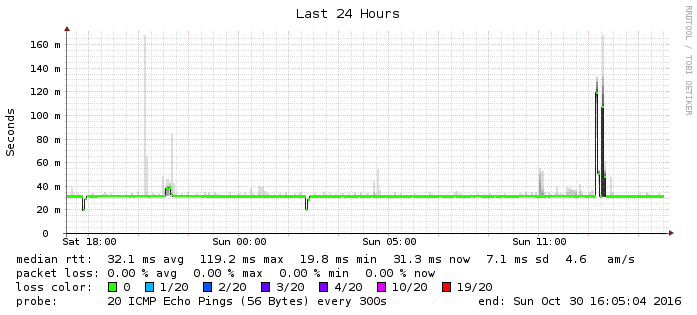 Last 24 Hours
RRDTOOL / TOBI OETIKER
Seconds
160 m
140 m
120 m
100 m
80 m
60 m
40 m
20 m
0
Sat 18:00 Sun 00:00 Sun 05:00 Sun 11:00
median rtt: 32.1 ms avg 119.2 ms max 19.8 ms min 31.3 ms now 7.1 ms sd 4.6 am/s
packet loss: 0.00 % avg 0.00 % max 0.00 % min 0.00 % now
loss color: 0 1/20 2/20 3/20 4/20 10/20 19/20
probe: 20 ICMP Echo Pings (56 Bytes) every 300s end: Sun Oct 30 16:05:04 2016